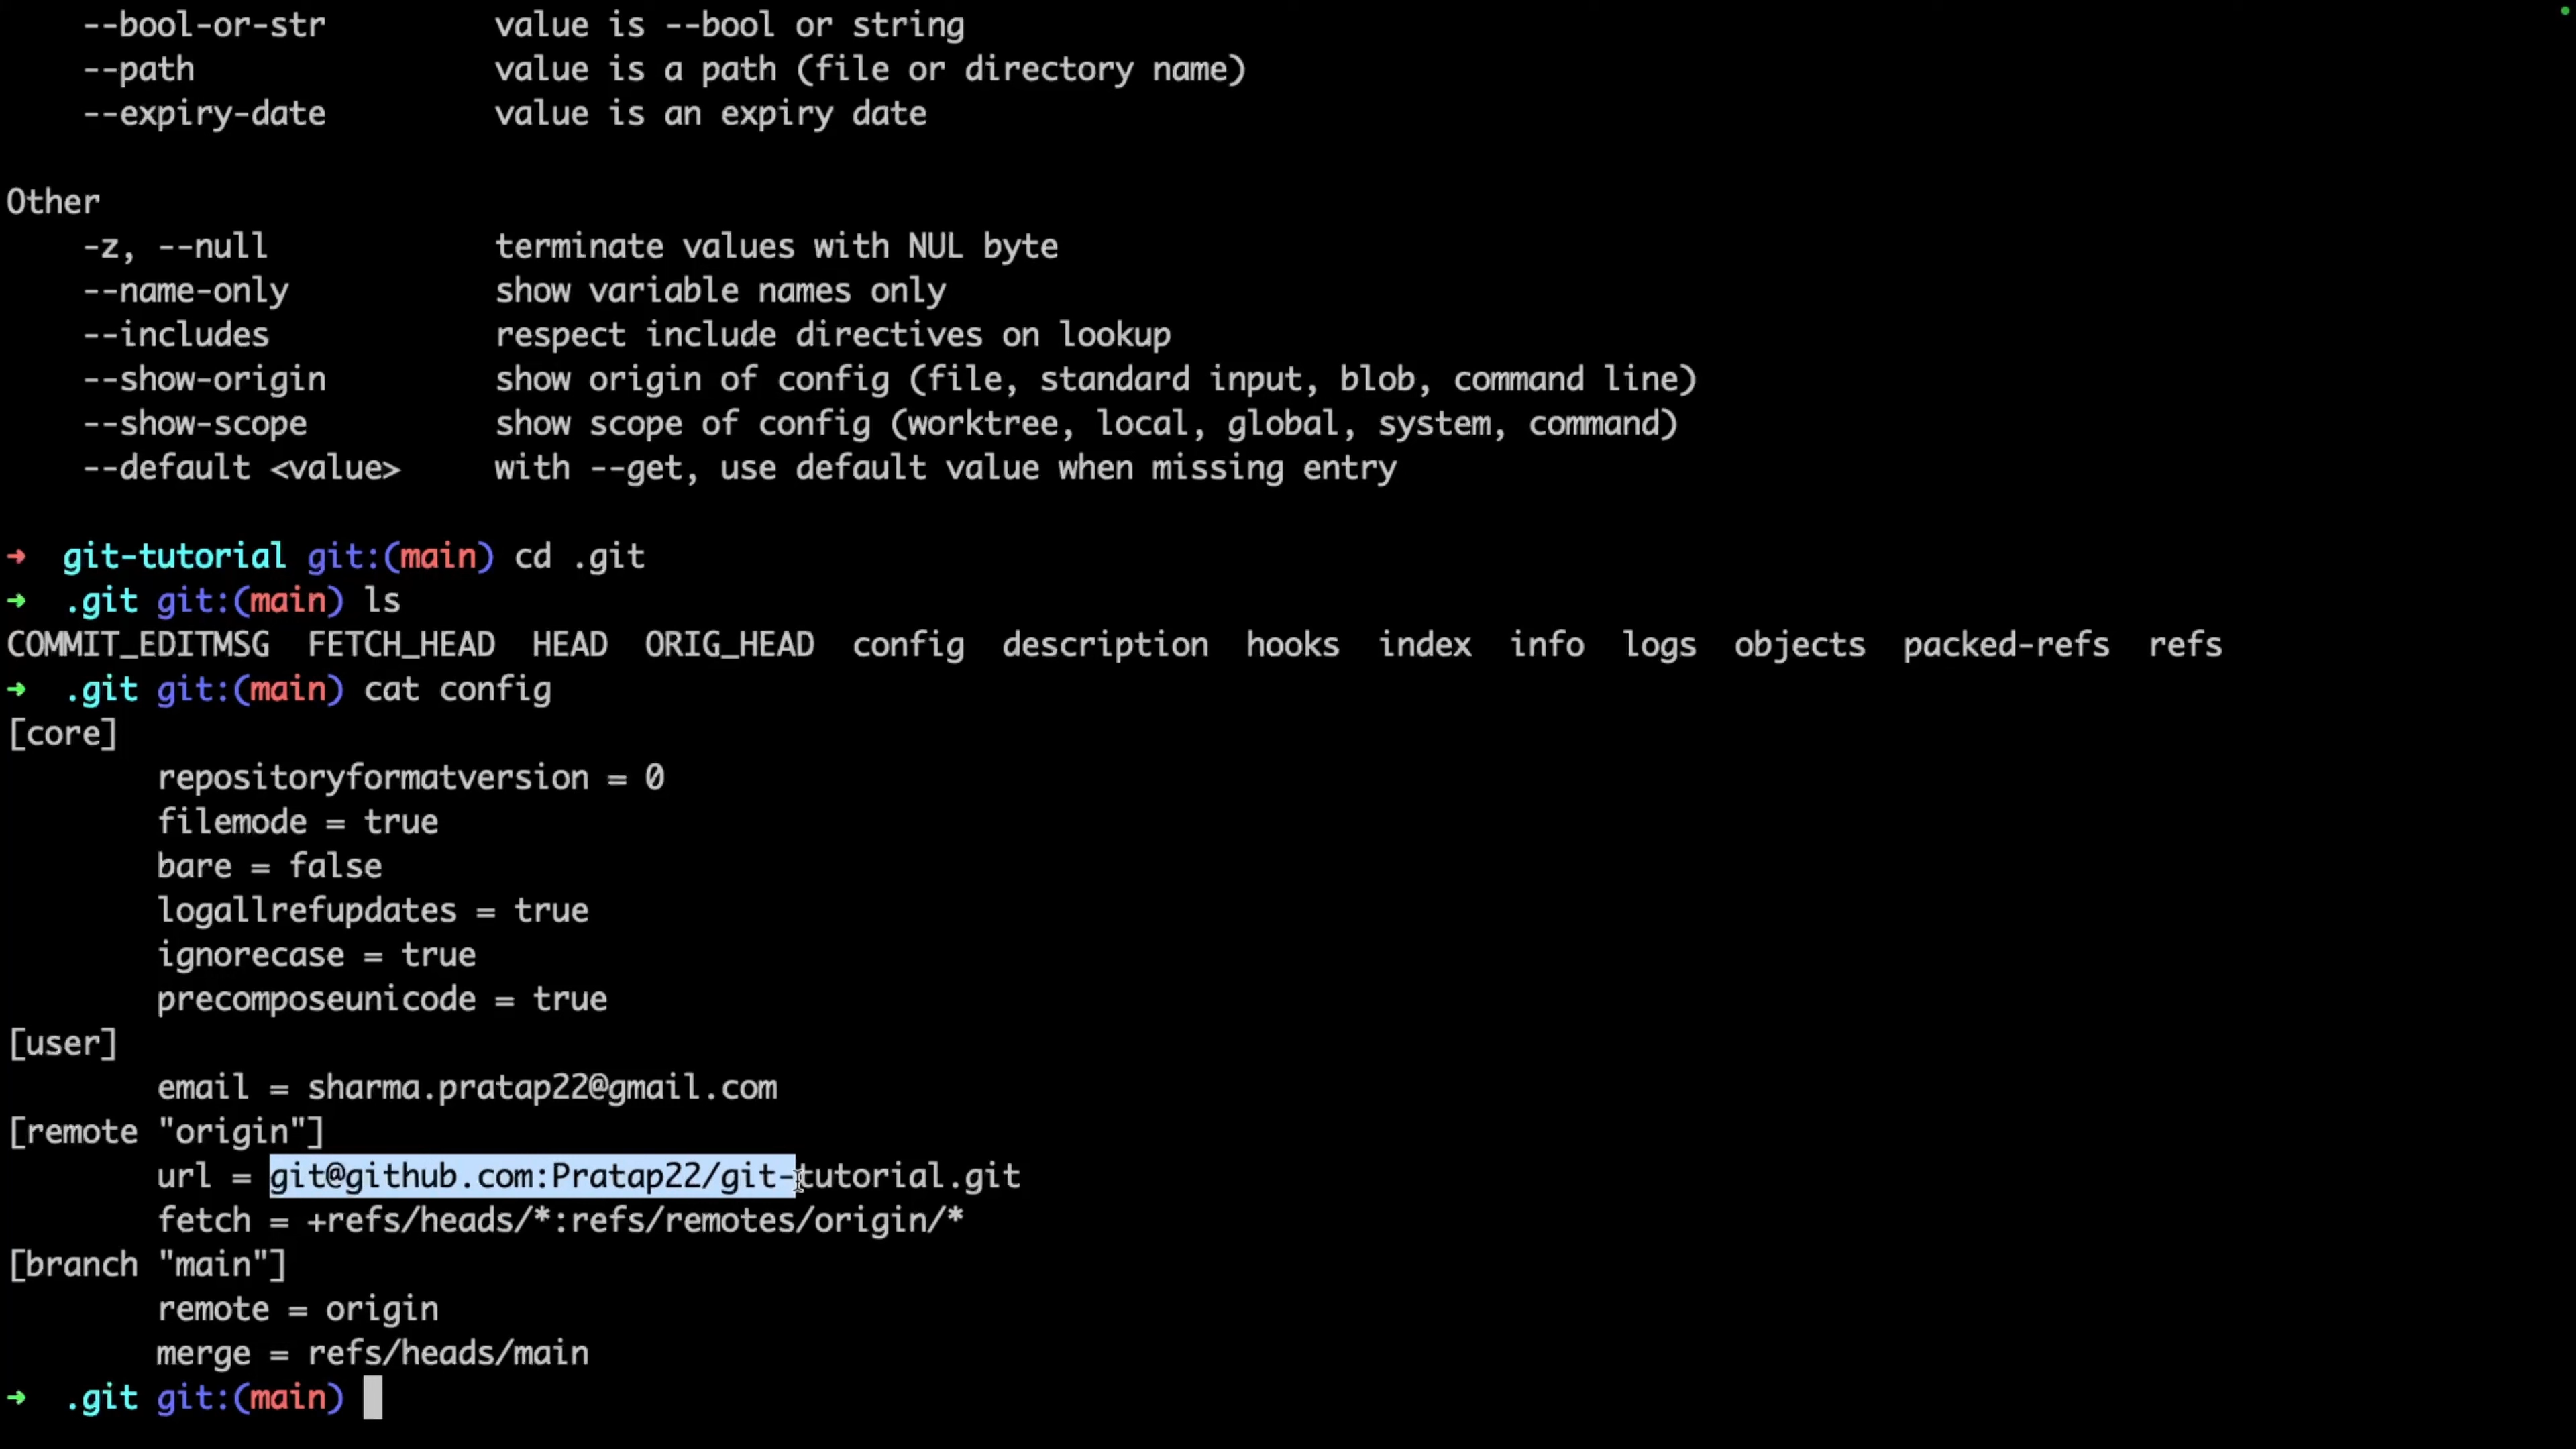 --bool-or-str value is --bool or string
--path value is a path (file or directory name)
--expiry-date value is an expiry date
Other
-z, --null terminate values with NUL byte
--name-only show variable names only
--includes respect include directives on lookup
--show-origin show origin of config (file, standard input, blob, command line)
--show-scope show scope of config (worktree, local, global, system, command)
--default <value> with --get, use default value when missing entry
➜ git-tutorial git:(main) cd .git
➜ .git git:(main) ls
COMMIT_EDITMSG FETCH_HEAD HEAD ORIG_HEAD config description hooks index info logs objects packed-refs refs
➜ .git git:(main) cat config
[core]
repositoryformatversion = 0
filemode = true
bare = false
logallrefupdates = true
ignorecase = true
precomposeunicode = true
[user]
email = sharma.pratap22@gmail.com
[remote "origin"]
url = git@github.com:Pratap22/git-tutorial.git
fetch = +refs/heads/*:refs/remotes/origin/*
[branch "main"]
remote = origin
merge = refs/heads/main
➜ .git git:(main)